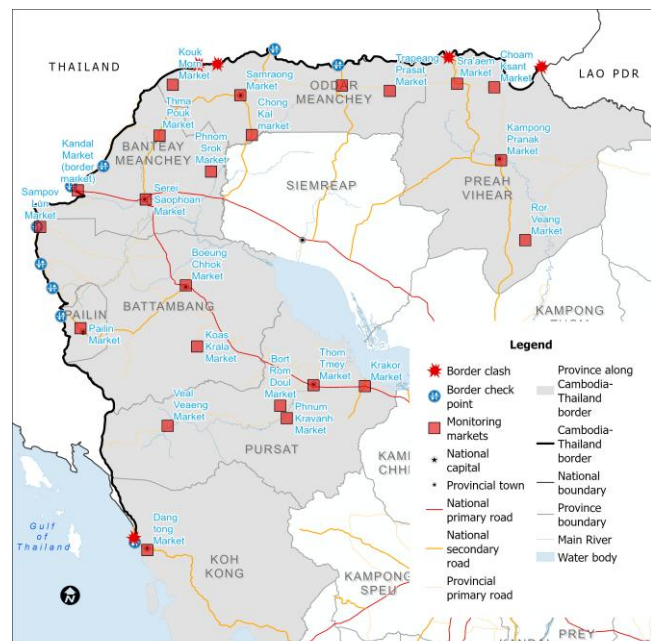 THAILAND
LAO PDR
Kouk
Morn
Market
Samraong
Market
ODDAR
MEANCHEY
Trapeang
Prasat
Market
Sra'aem
Market
Choam
Ksant
Market
Thma
Pouk
Market
Chong
Kal
market
BANTEAY
MEANCHEY
Phnom
Srok
Market
Kandal
Market
(border
market)
SIEMREAP
Kampong
Pranak
Market
PREAH
VIHEAR
Sampov
Lun
Market
Serei
Saophoan
Market
Ror
Veang
Market
Boeung
Chhok
Market
BATTAMBANG
PAILIN
Pailin
Market
KAMPONG
Koas
Krala
Market
Bort
Rom
Doul
Market
Thom
Tmey
Market
Krakor
Market
Veal
Veaeng
Market
Phnum
Kravanh
Market
PURSAT
Gulf
of
Thailand
Dang
tong
Market
KOH
KONG
KAMPONG
SPEU
PREY
N
Legend
Border clash
Border check
point
Monitoring
markets
National
capital
Provincial town
National
primary road
National
secondary
road
Provincial
primary road
Province along
Cambodia-
Thailand
border
Cambodia-
Thailand
border
National
boundary
Province
boundary
Main River
Water body